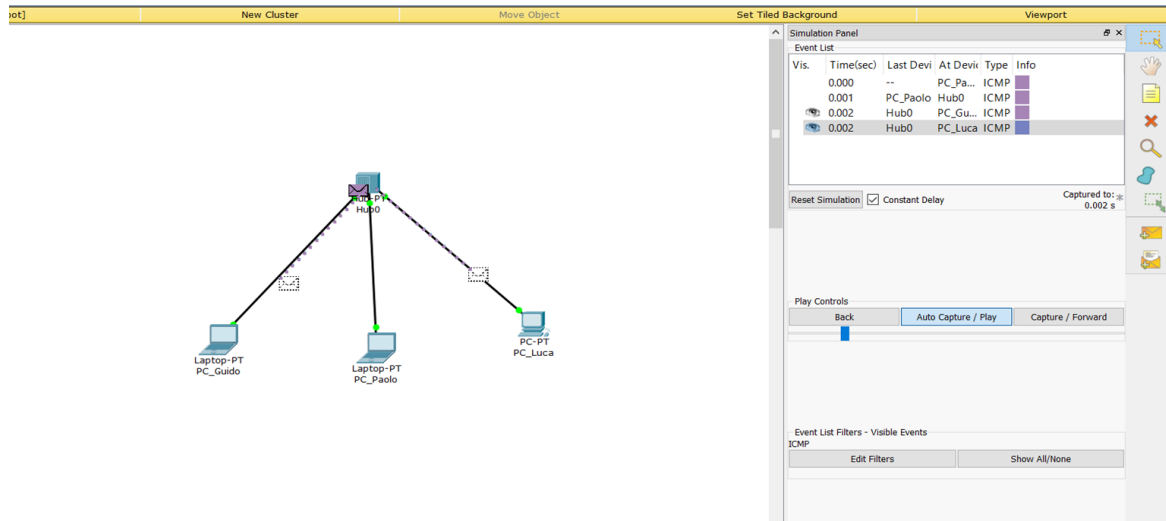 pot] New Cluster Move Object Set Tiled Background Viewport
Simulation Panel
Event List
Vis. Time(sec) Last Devi At Devic Type Info
0.000 -- PC_Pa... ICMP
0.001 PC_Paolo Hub0 ICMP
0.002 Hub0 PC_Gu... ICMP
0.002 Hub0 PC_Luca ICMP
Reset Simulation Constant Delay Captured to: *
0.002 s
Hub-PT
Hub0
Play Controls
Back Auto Capture / Play Capture / Forward
PC-PT
PC_Luca
Laptop-PT
PC_Guido
Laptop-PT
PC_Paolo
Event List Filters - Visible Events
ICMP
Edit Filters Show All/None